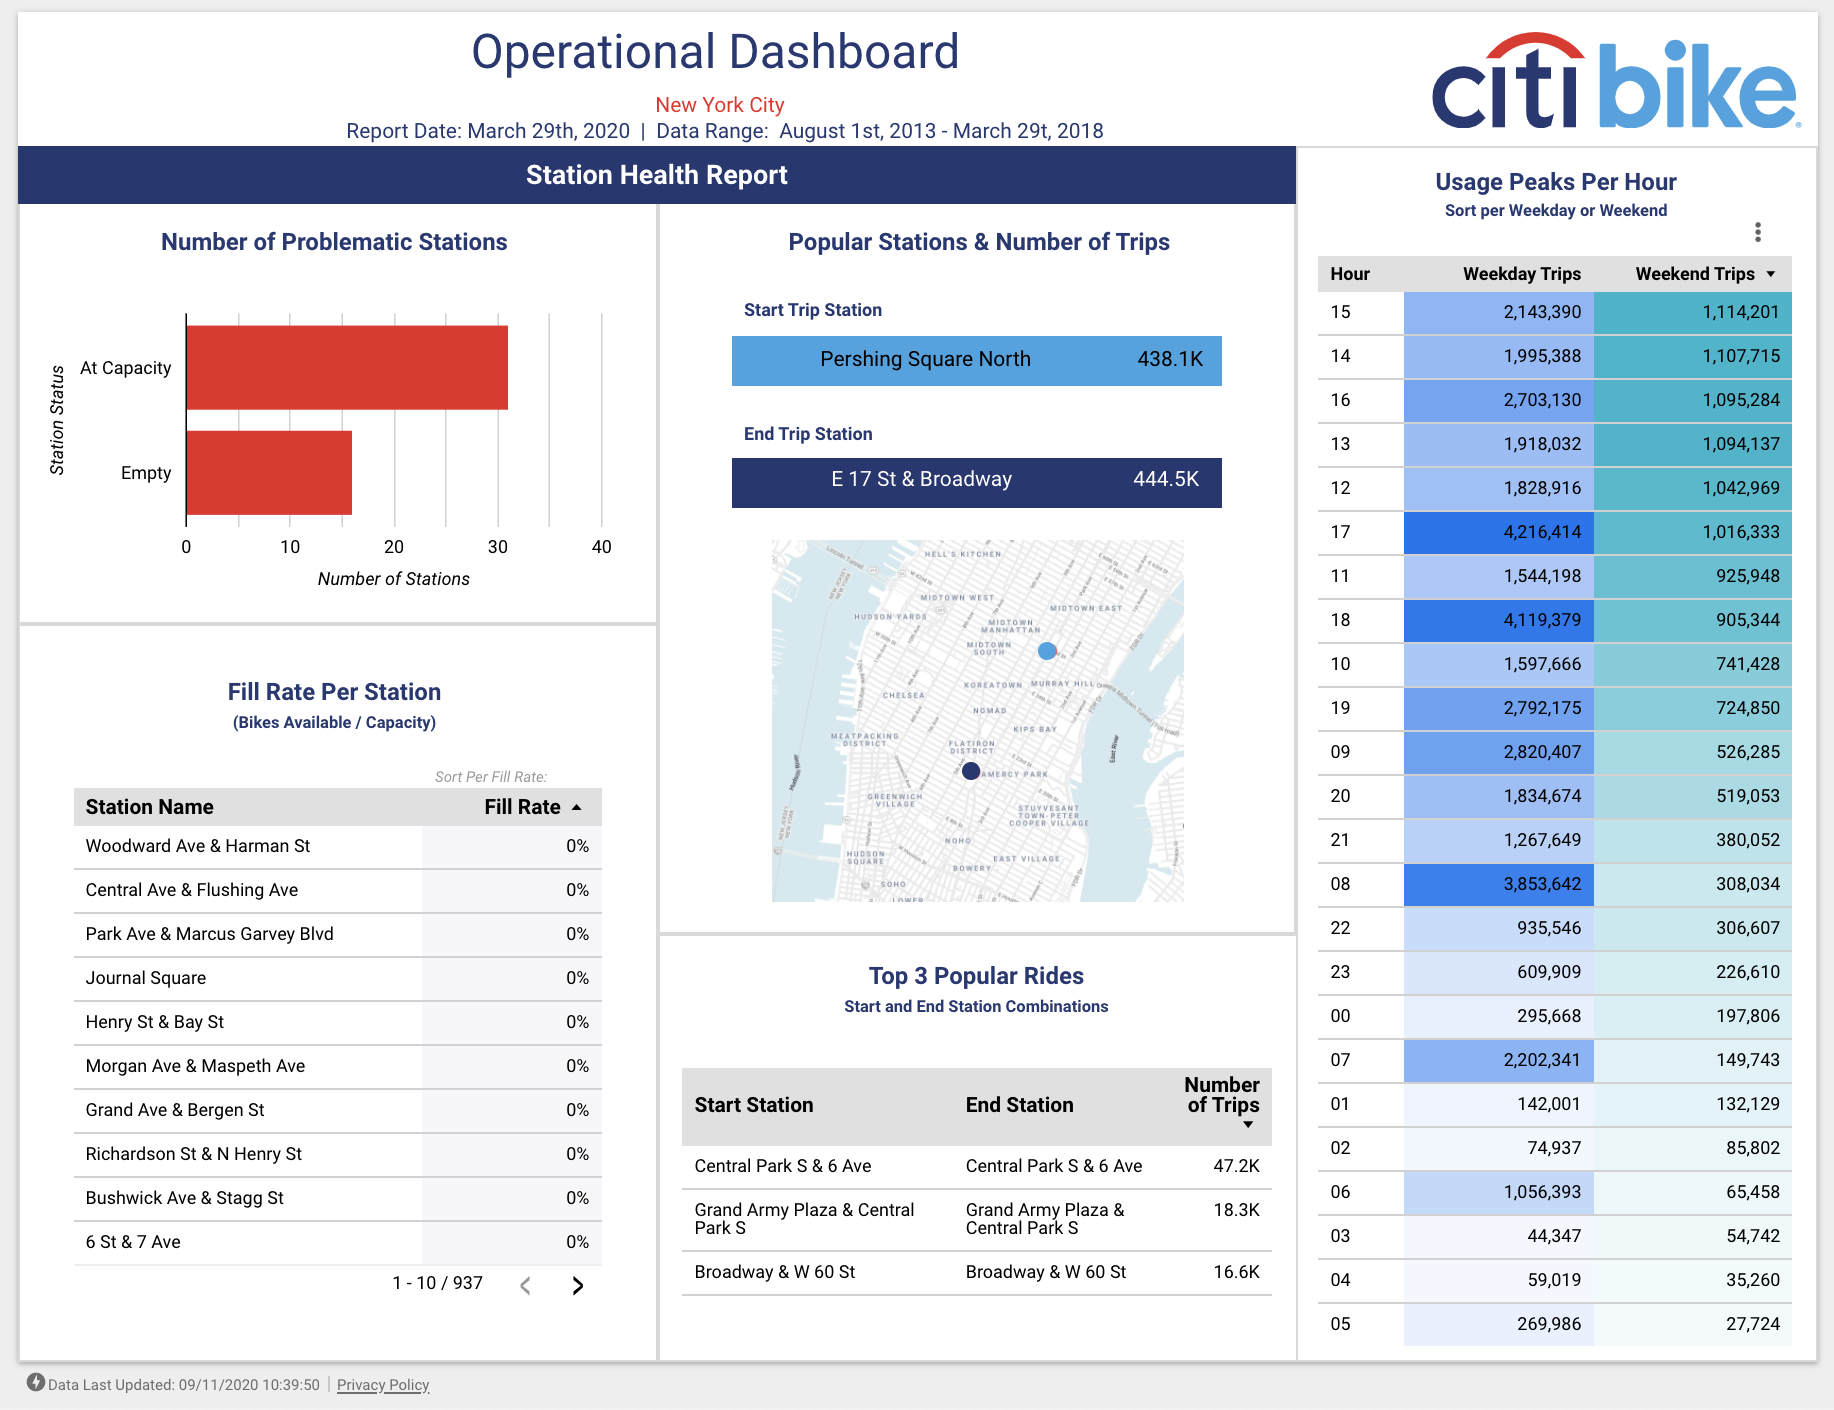 Operational Dashboard
New York City
Report Date: March 29th, 2020 | Data Range: August 1st, 2013 - March 29t, 2018
citi bike
Station Health Report
Number of Problematic Stations
Station Status
At Capacity
Empty
0 10 20 30 40
Number of Stations
Fill Rate Per Station
(Bikes Available / Capacity)
Sort Per Fill Rate:
Station Name Fill Rate
Woodward Ave & Harman St 0%
Central Ave & Flushing Ave 0%
Park Ave & Marcus Garvey Blvd 0%
Journal Square 0%
Henry St & Bay St 0%
Morgan Ave & Maspeth Ave 0%
Grand Ave & Bergen St 0%
Richardson St & N Henry St 0%
Bushwick Ave & Stagg St 0%
6 St & 7 Ave 0%
1 - 10 / 937
Popular Stations & Number of Trips
Start Trip Station
Pershing Square North 438.1K
End Trip Station
E 17 St & Broadway 444.5K
HELL'S KITCHEN
MIDTOWN WEST
HUDSON YARDS
MIDTOWN EAST
MIDTOWN
MANHATTAN
MIDTOWN
SOUTH
KOREATOWN
MURRAY HILL
CHELSEA
NOMAD
KIPS BAY
MEATPACKING
DISTRICT
FLATIRON
DISTRICT
AMERCY PARK
East River
Hudson River
GREENWICH
VILLAGE
STUYVESANT
TOWN-PETER
COOPER VILLAGE
NOHO
HUDSON
SQUARE
EAST VILLAGE
BOWERY
SOHO
LOWER
Top 3 Popular Rides
Start and End Station Combinations
Start Station End Station Number
of Trips
Central Park S & 6 Ave Central Park S & 6 Ave 47.2K
Grand Army Plaza & Central Grand Army Plaza & 18.3K
Park S Central Park S
Broadway & W 60 St Broadway & W 60 St 16.6K
Usage Peaks Per Hour
Sort per Weekday or Weekend
Hour Weekday Trips Weekend Trips
15 2,143,390 1,114,201
14 1,995,388 1,107,715
16 2,703,130 1,095,284
13 1,918,032 1,094,137
12 1,828,916 1,042,969
17 4,216,414 1,016,333
11 1,544,198 925,948
18 4,119,379 905,344
10 1,597,666 741,428
19 2,792,175 724,850
09 2,820,407 526,285
20 1,834,674 519,053
21 1,267,649 380,052
08 3,853,642 308,034
22 935,546 306,607
23 609,909 226,610
00 295,668 197,806
07 2,202,341 149,743
01 142,001 132,129
02 74,937 85,802
06 1,056,393 65,458
03 44,347 54,742
04 59,019 35,260
05 269,986 27,724
Data Last Updated: 09/11/2020 10:39:50 | Privacy Policy